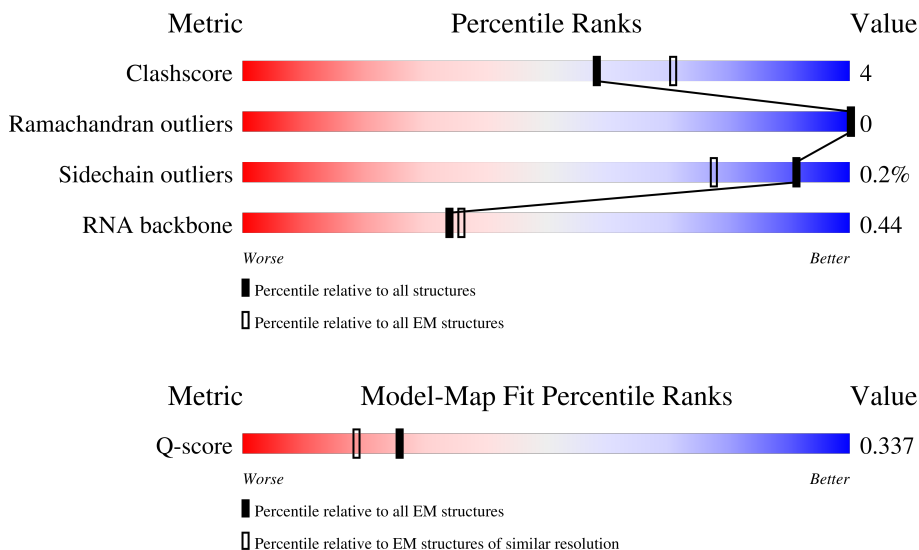 Metric Percentile Ranks Value
Clashscore 4
Ramachandran outliers 0
Sidechain outliers 0.2%
RNA backbone 0.44
Worse Better
Percentile relative to all structures
Percentile relative to all EM structures
Metric Model-Map Fit Percentile Ranks Value
Q-score 0.337
Worse Better
Percentile relative to all EM structures
Percentile relative to EM structures of similar resolution